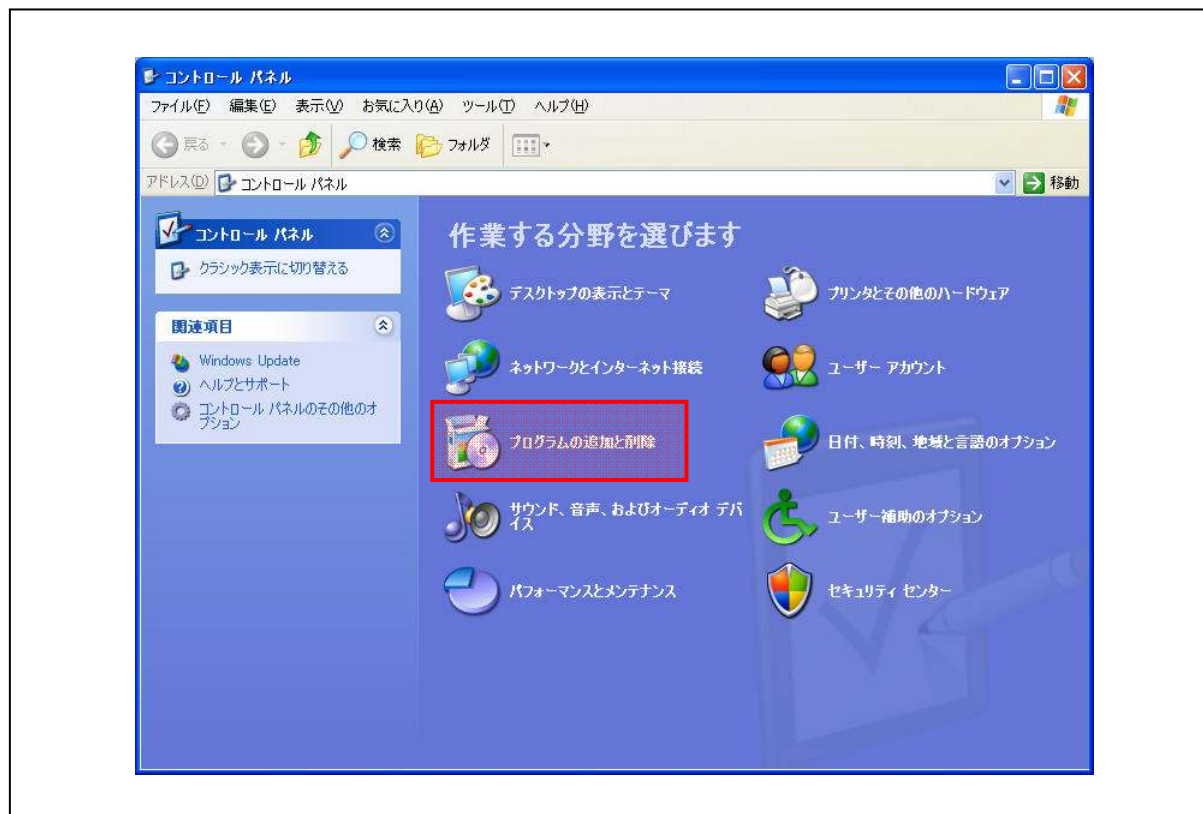 コントロール パネル
ファイル(F) 編集(E) 表示(V) お気に入り(A) ツール(T) ヘルプ(H)
戻る 検索 フォルダ
アドレス(D) コントロール パネル 移動
コントロール パネル
クラシック表示に切り替える
関連項目
Windows Update
ヘルプとサポート
コントロール パネルのその他のオ
プション
作業する分野を選びます
デスクトップの表示とテーマ
プリンタとその他のハードウェア
ネットワークとインターネット接続
ユーザー アカウント
プログラムの追加と削除
日付、時刻、地域と言語のオプション
サウンド、音声、およびオーディオ デバ
イス
ユーザー補助のオプション
パフォーマンスとメンテナンス
セキュリティ センター